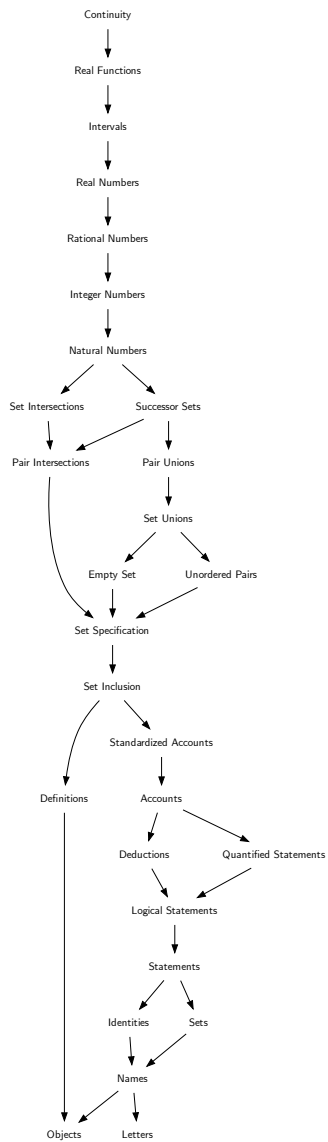 Continuity
Real Functions
Intervals
Real Numbers
Rational Numbers
Integer Numbers
Natural Numbers
Set Intersections
Successor Sets
Pair Intersections
Pair Unions
Set Unions
Empty Set
Unordered Pairs
Set Specification
Set Inclusion
Standardized Accounts
Definitions
Accounts
Deductions
Quantified Statements
Logical Statements
Statements
Identities
Sets
Names
Objects
Letters